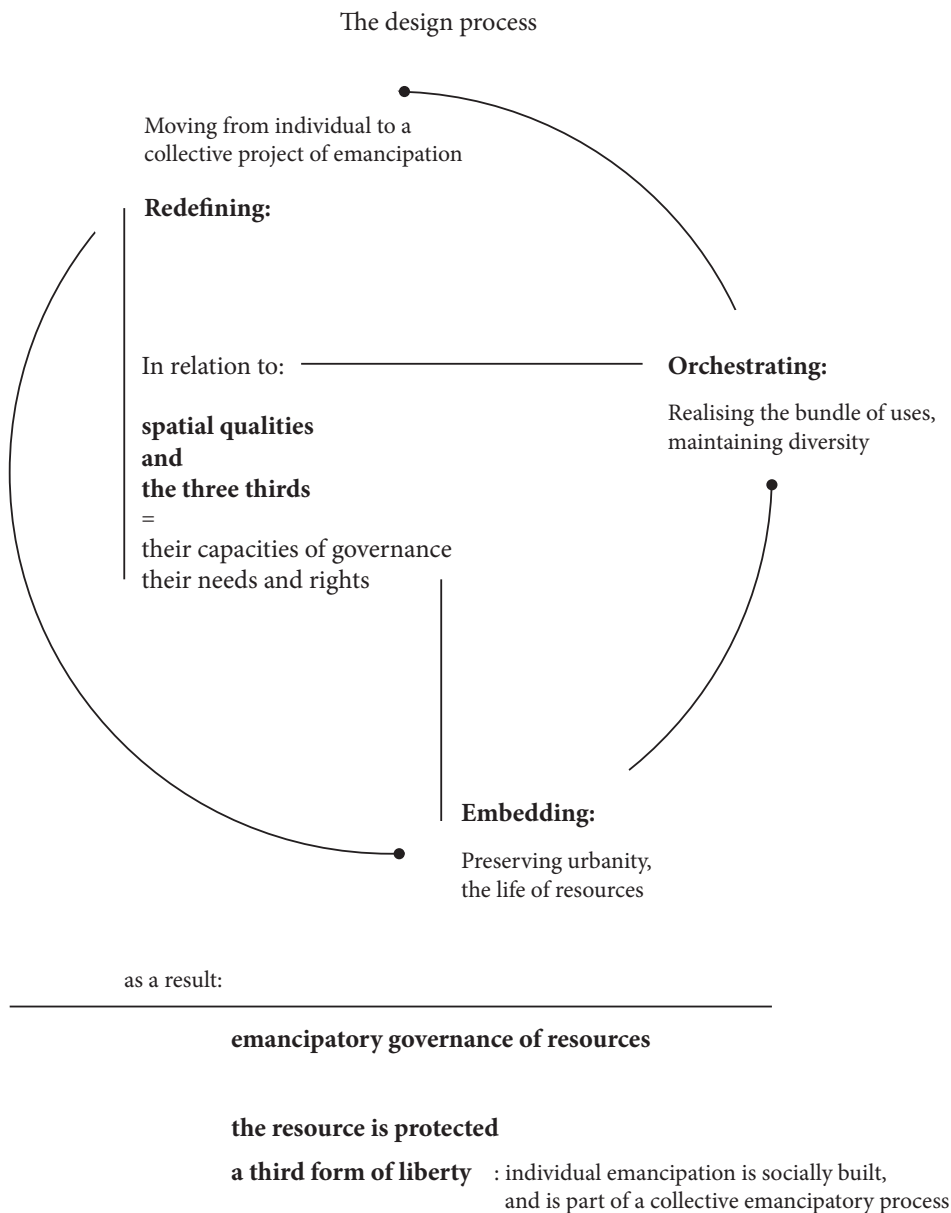 The design process
Moving from individual to a
collective project of emancipation
Redefining:
In relation to:
spatial qualities
and
the three thirds
=
their capacities of governance
their needs and rights
Orchestrating:
Realising the bundle of uses,
maintaining diversity
Embedding:
Preserving urbanity,
the life of resources
as a result:
emancipatory governance of resources
the resource is protected
a third form of liberty : individual emancipation is socially built,
and is part of a collective emancipatory process